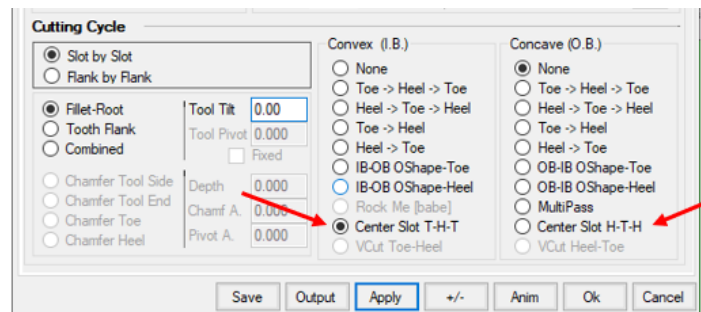 Cutting Cycle
Slot by Slot
Flank by Flank
Fillet-Root
Tooth Flank
Combined
Tool Tilt 0.00
Tool Pivot 0.000
Fixed
Chamfer Tool Side
Chamfer Tool End
Chamfer Toe
Chamfer Heel
Depth 0.000
Chamf A. 0.000
Pivot A. 0.000
Convex (I.B.)
None
Toe -> Heel -> Toe
Heel -> Toe -> Heel
Toe -> Heel
Heel -> Toe
IB-OB OShape-Toe
IB-OB OShape-Heel
Rock Me [babe]
Center Slot T-H-T
VCut Toe-Heel
Concave (O.B.)
None
Toe -> Heel -> Toe
Heel -> Toe -> Heel
Toe -> Heel
Heel -> Toe
OB-IB OShape-Toe
OB-IB OShape-Heel
MultiPass
Center Slot H-T-H
VCut Heel-Toe
Save Output Apply +/- Anim Ok Cancel